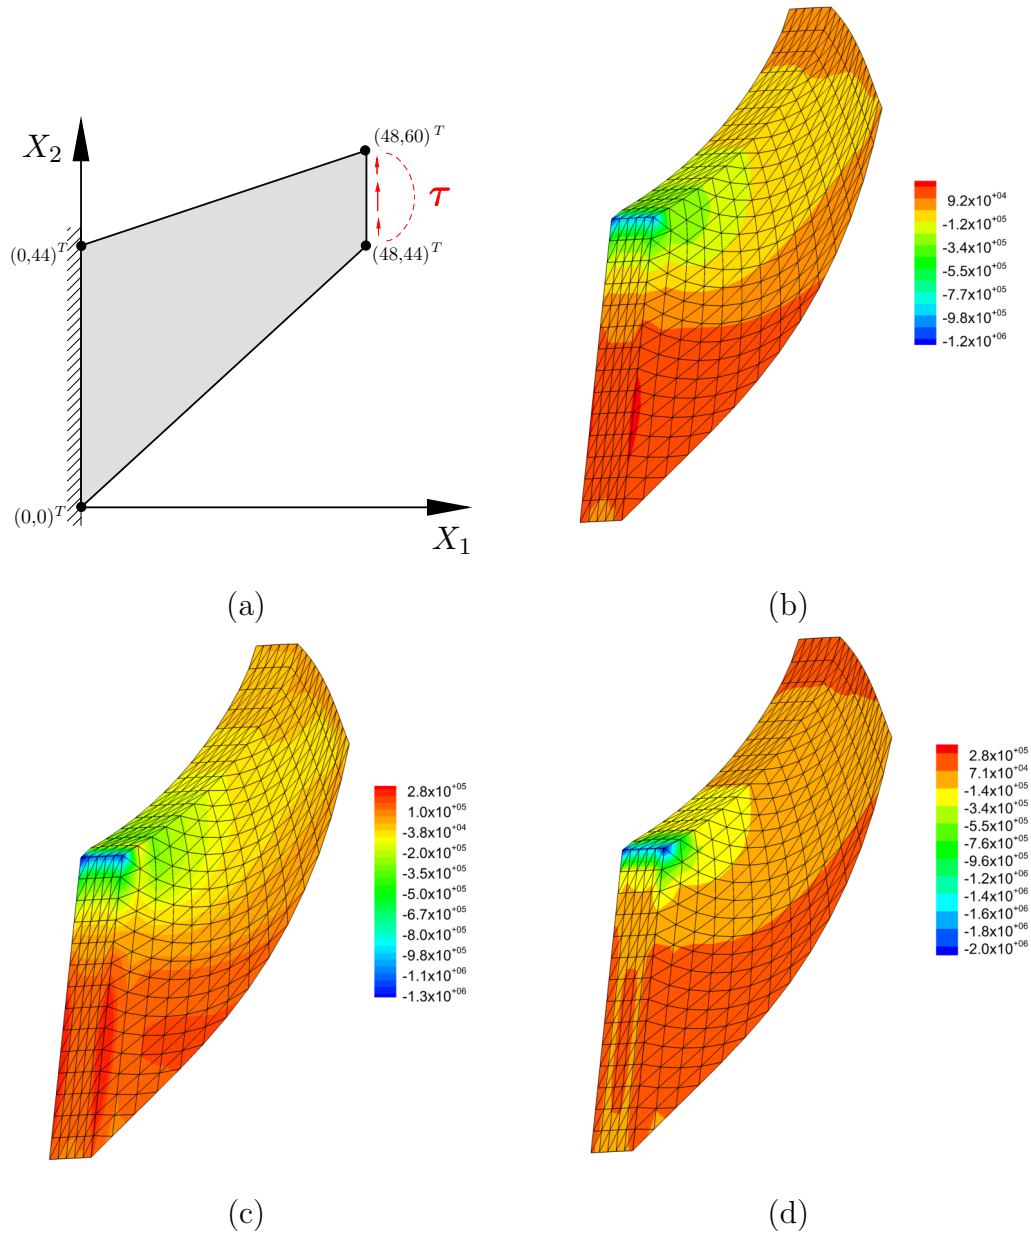 X₂
(48,60)ᵀ
τ
(0,44)ᵀ
(48,44)ᵀ
(0,0)ᵀ
X₁
(a)
9.2x10⁺⁰⁴
-1.2x10⁺⁰⁵
-3.4x10⁺⁰⁵
-5.5x10⁺⁰⁵
-7.7x10⁺⁰⁵
-9.8x10⁺⁰⁵
-1.2x10⁺⁰⁶
(b)
2.8x10⁺⁰⁵
1.0x10⁺⁰⁵
-3.8x10⁺⁰⁴
-2.0x10⁺⁰⁵
-3.5x10⁺⁰⁵
-5.0x10⁺⁰⁵
-6.7x10⁺⁰⁵
-8.0x10⁺⁰⁵
-9.8x10⁺⁰⁵
-1.1x10⁺⁰⁶
-1.3x10⁺⁰⁶
(c)
2.8x10⁺⁰⁵
7.1x10⁺⁰⁴
-1.4x10⁺⁰⁵
-3.4x10⁺⁰⁵
-5.5x10⁺⁰⁵
-7.6x10⁺⁰⁵
-9.6x10⁺⁰⁵
-1.2x10⁺⁰⁶
-1.4x10⁺⁰⁶
-1.6x10⁺⁰⁶
-1.8x10⁺⁰⁶
-2.0x10⁺⁰⁶
(d)